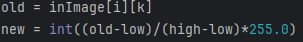 old = inImage[i][k]
new = int((old-low)/(high-low)*255.0)